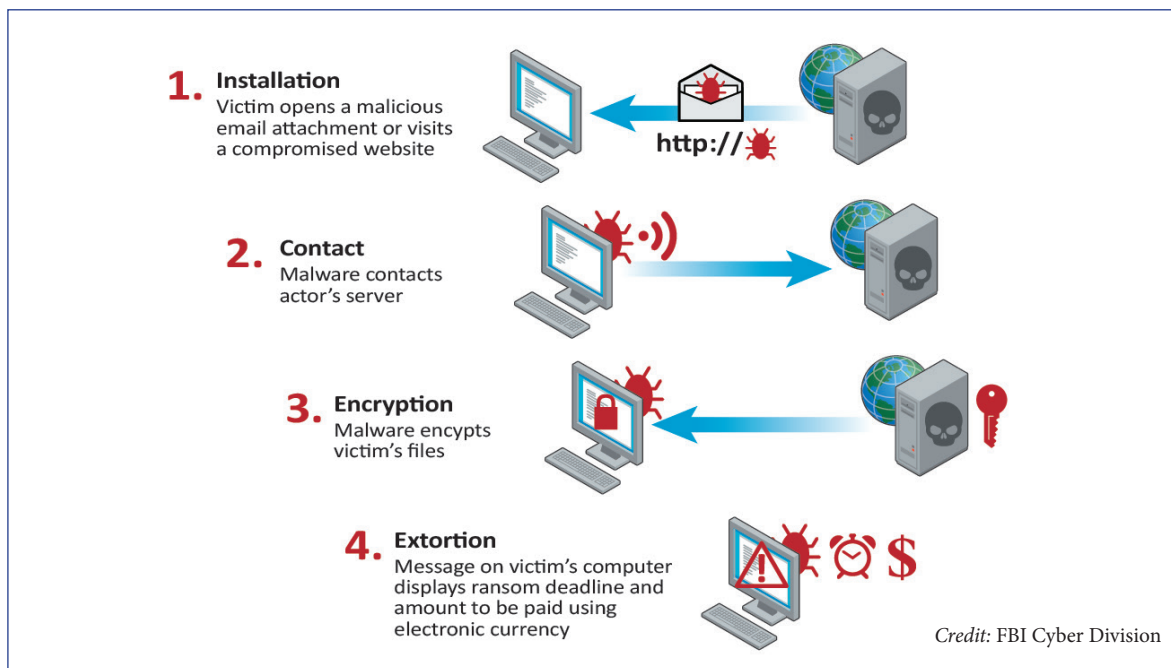 1. Installation
Victim opens a malicious
email attachment or visits
a compromised website
http://
2. Contact
Malware contacts
actor's server
3. Encryption
Malware encypts
victim's files
4. Extortion
Message on victim's computer
displays ransom deadline and
amount to be paid using
electronic currency
$
Credit: FBI Cyber Division